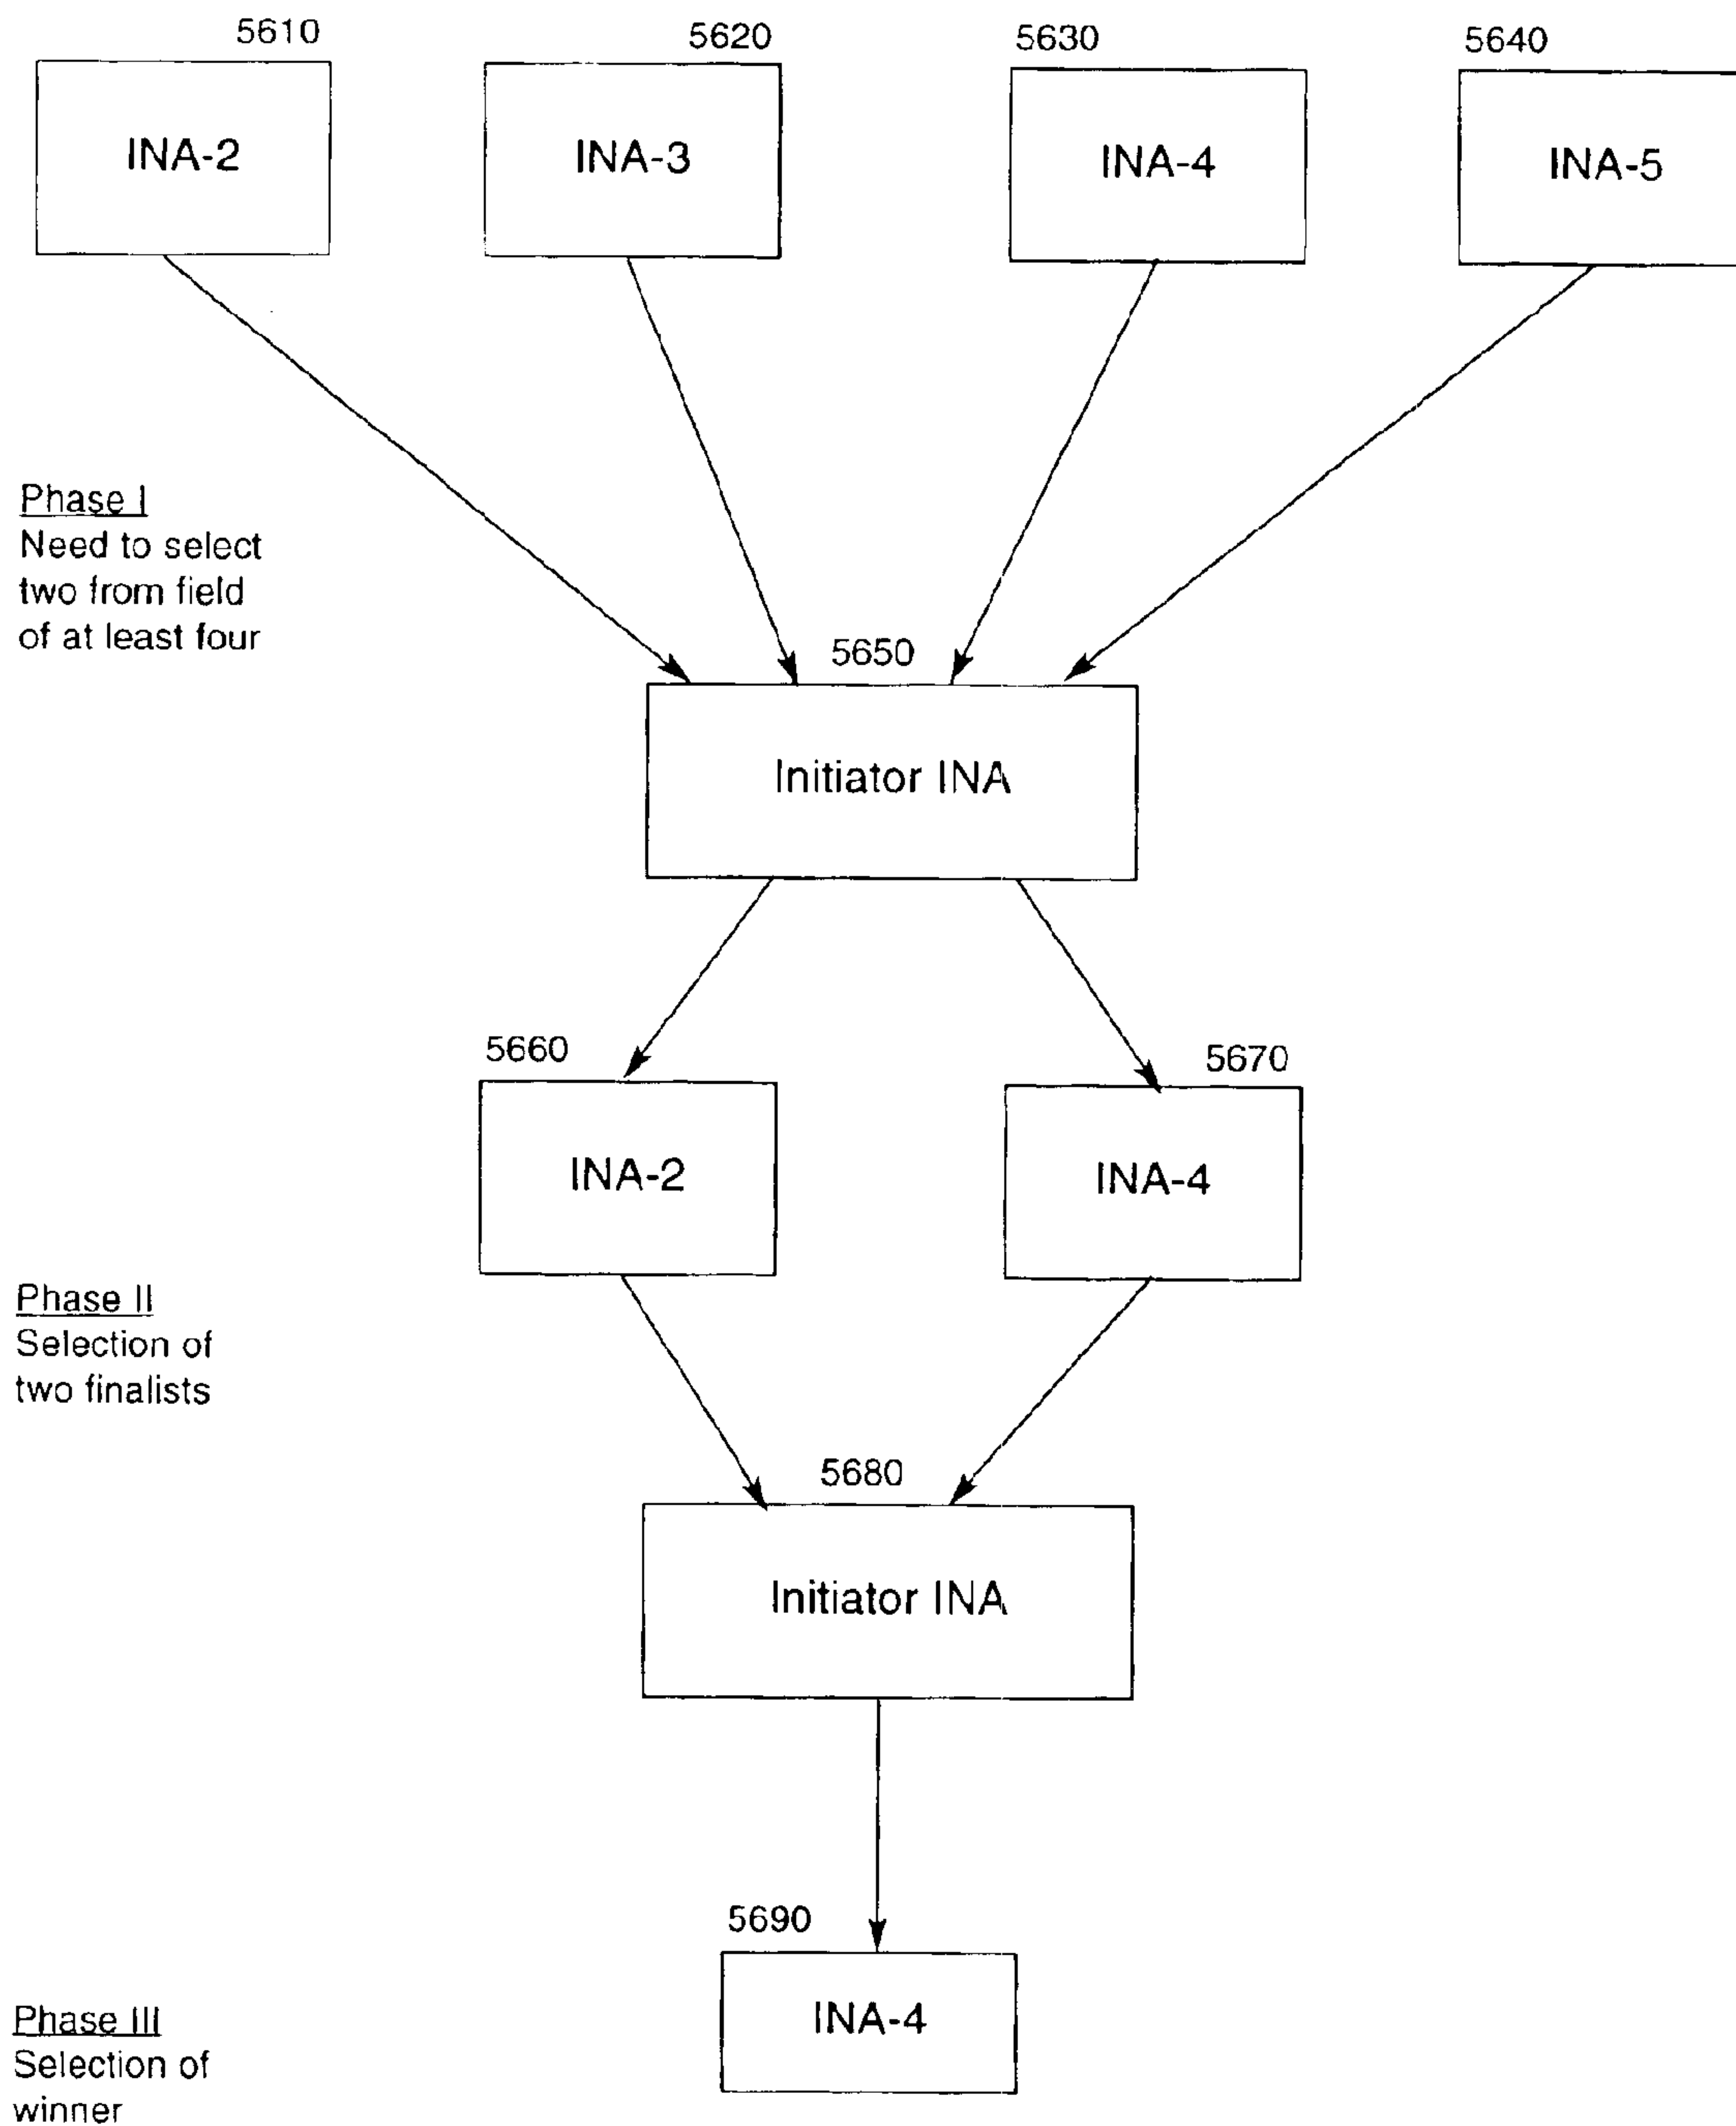 5610
5620
5630
5640
INA-2
INA-3
INA-4
INA-5
Phase I
Need to select
two from field
of at least four
5650
Initiator INA
5660
5670
INA-2
INA-4
Phase II
Selection of
two finalists
5680
Initiator INA
5690
INA-4
Phase III
Selection of
winner